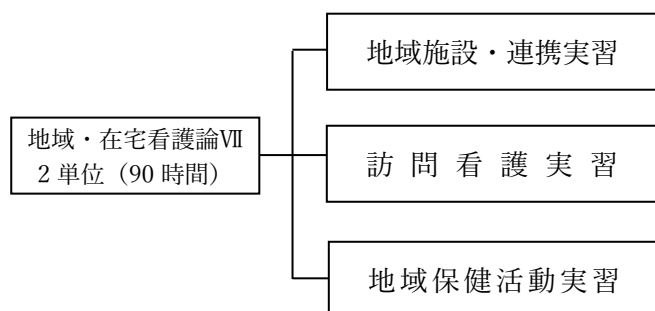 地域施設・連携実習
地域・在宅看護論Ⅶ
2単位（90時間）
訪問看護実習
地域保健活動実習